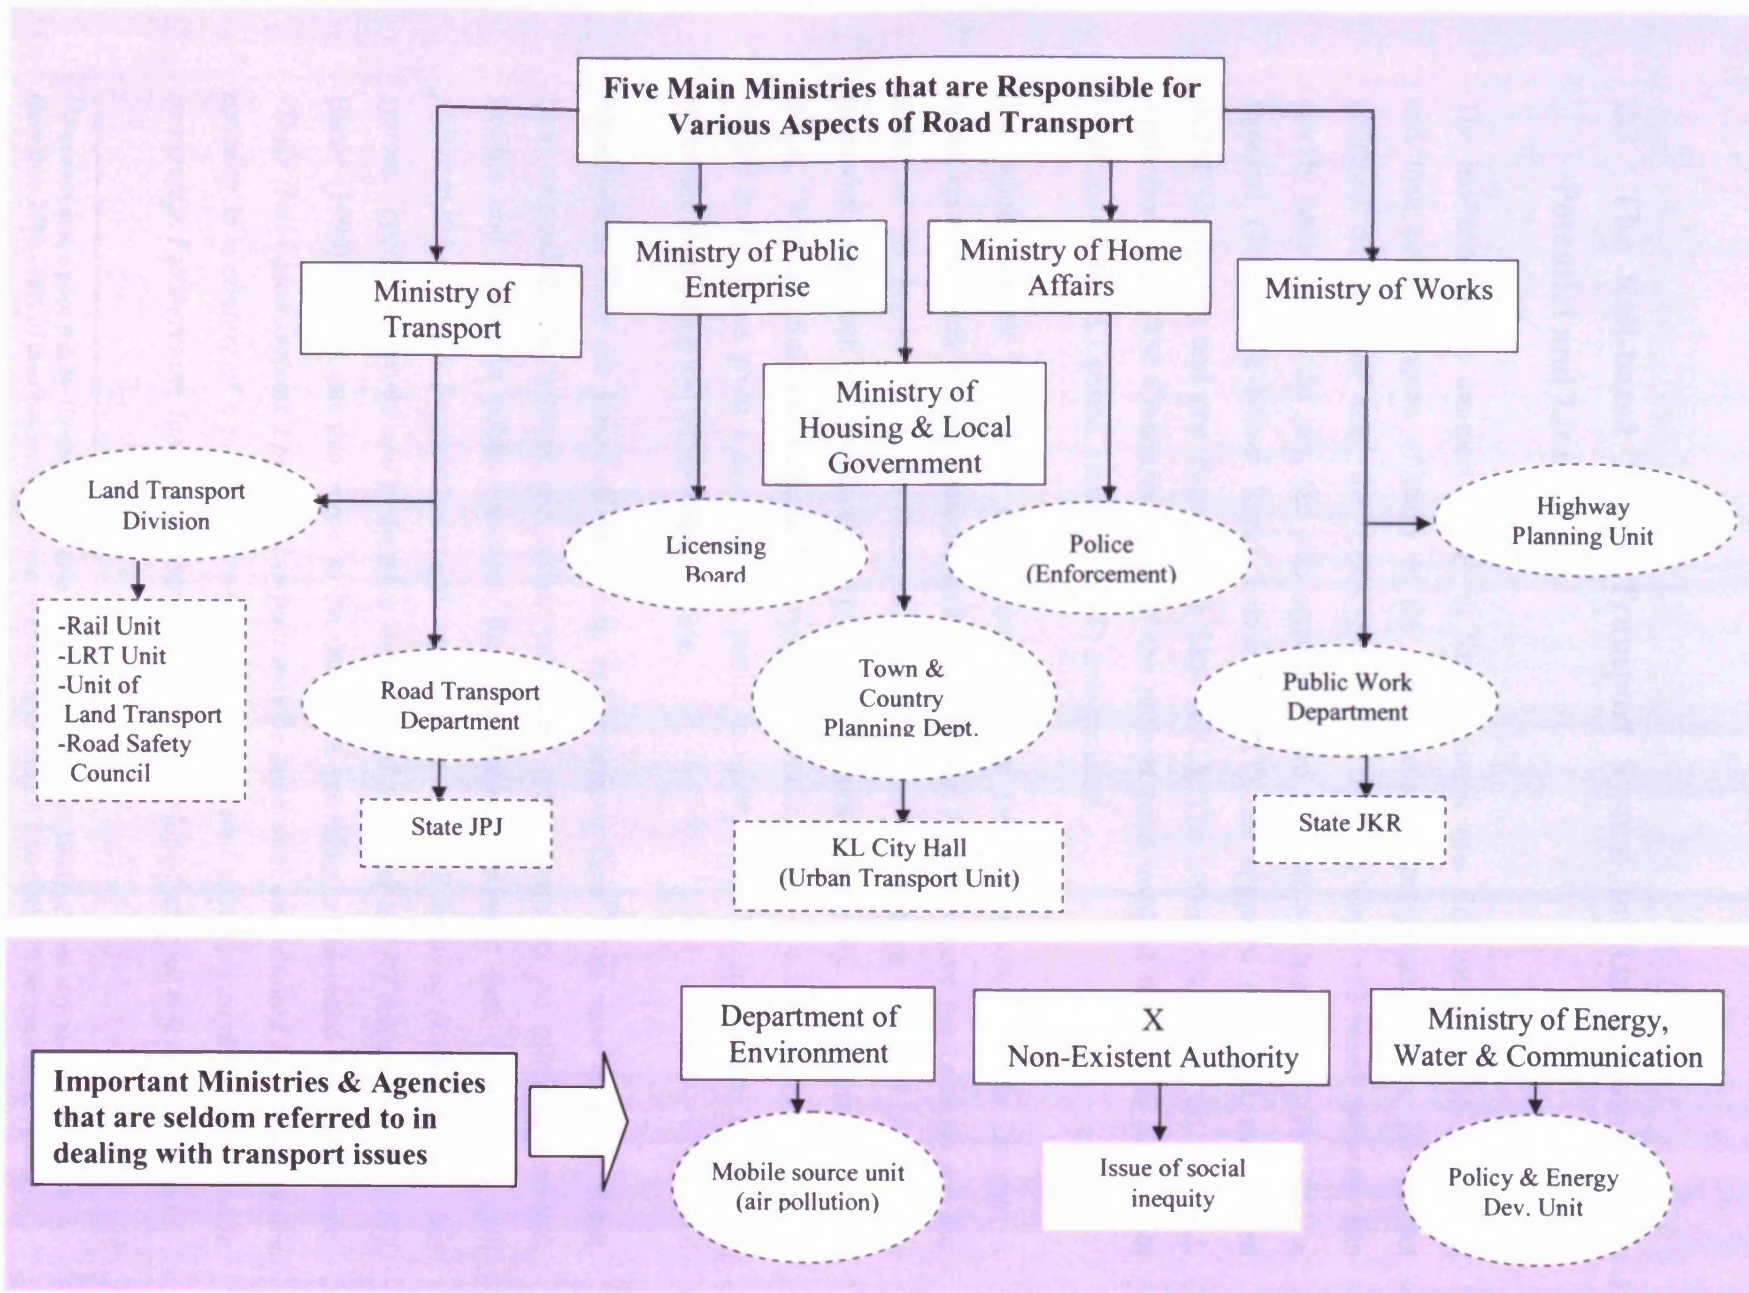 Five Main Ministries that are Responsible for
Various Aspects of Road Transport
Ministry of
Transport
Ministry of Public
Enterprise
Ministry of
Housing & Local
Government
Ministry of Home
Affairs
Ministry of Works
Land Transport
Division
Licensing
Board
Police
(Enforcement)
Highway
Planning Unit
-Rail Unit
-LRT Unit
-Unit of
Land Transport
-Road Safety
Council
Road Transport
Department
Town &
Country
Planning Dept.
Public Work
Department
State JPJ
KL City Hall
(Urban Transport Unit)
State JKR
Important Ministries & Agencies
that are seldom referred to in
dealing with transport issues
Department of
Environment
X
Non-Existent Authority
Ministry of Energy,
Water & Communication
Mobile source unit
(air pollution)
Issue of social
inequity
Policy & Energy
Dev. Unit